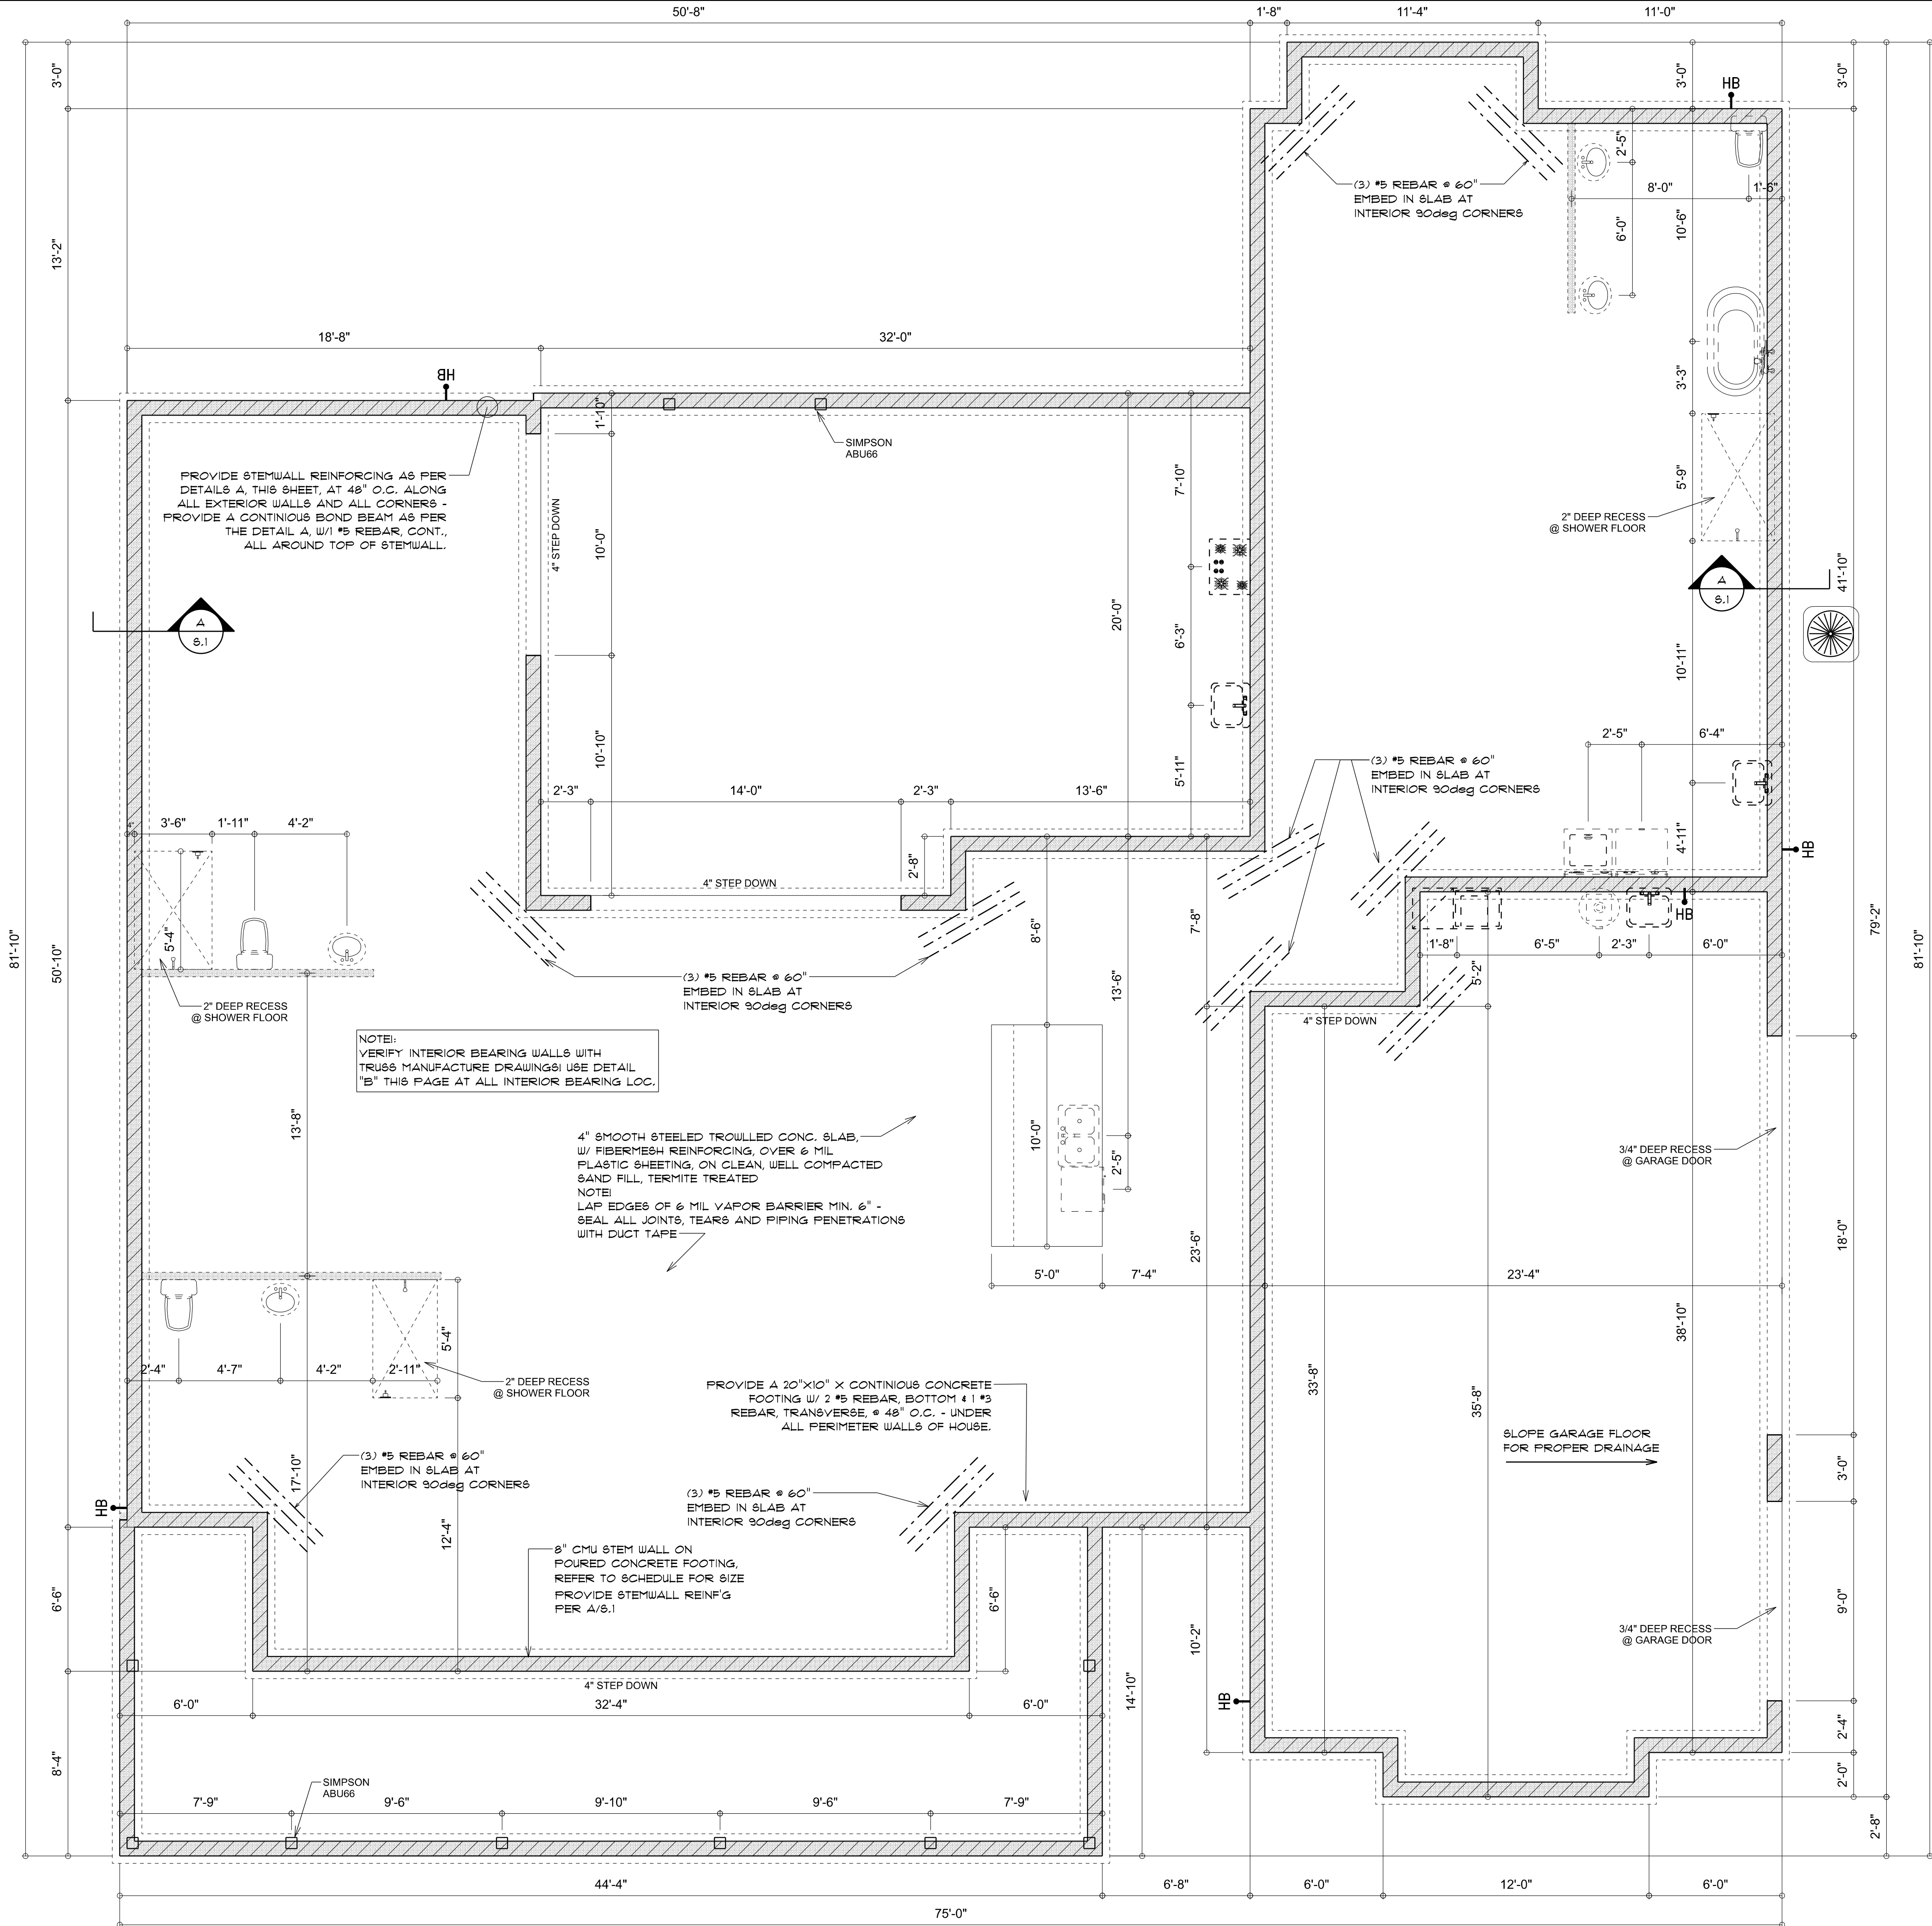 50'-8"
1'-8"
11'-4"
11'-0"
3'-0"
3'-0"
3'-0"
HB
2'-5"
(3) #5 REBAR @ 60"
EMBED IN SLAB AT
INTERIOR 90deg CORNERS
8'-0"
1'-6"
6'-0"
10'-6"
13'-2"
18'-8"
32'-0"
HB
3'-3"
1'-10"
SIMPSON
ABU66
PROVIDE STEMWALL REINFORCING AS PER
DETAILS A, THIS SHEET, AT 48" O.C. ALONG
ALL EXTERIOR WALLS AND ALL CORNERS -
PROVIDE A CONTINIOUS BOND BEAM AS PER
THE DETAIL A, W/1 #5 REBAR, CONT.,
ALL AROUND TOP OF STEMWALL.
4" STEP DOWN
10'-0"
7'-10"
5'-9"
2" DEEP RECESS
@ SHOWER FLOOR
A
S.1
A
S.1
41'-10"
20'-0"
6'-3"
10'-11"
10'-10"
5'-11"
2'-5"
6'-4"
(3) #5 REBAR @ 60"
EMBED IN SLAB AT
INTERIOR 90deg CORNERS
2'-3"
14'-0"
2'-3"
13'-6"
4"
3'-6"
1'-11"
4'-2"
4'-11"
HB
2'-8"
4" STEP DOWN
5'-4"
8'-6"
7'-8"
HB
1'-8"
6'-5"
2'-3"
6'-0"
81'-10"
50'-10"
79'-2"
81'-10"
(3) #5 REBAR @ 60"
EMBED IN SLAB AT
INTERIOR 90deg CORNERS
13'-6"
5'-2"
2" DEEP RECESS
@ SHOWER FLOOR
4" STEP DOWN
NOTE!:
VERIFY INTERIOR BEARING WALLS WITH
TRUSS MANUFACTURE DRAWINGS! USE DETAIL
"B" THIS PAGE AT ALL INTERIOR BEARING LOC.
13'-8"
4" SMOOTH STEELED TROWLLED CONC. SLAB,
W/ FIBERMESH REINFORCING, OVER 6 MIL
PLASTIC SHEETING, ON CLEAN, WELL COMPACTED
SAND FILL, TERMITE TREATED
NOTE!
LAP EDGES OF 6 MIL VAPOR BARRIER MIN. 6" -
SEAL ALL JOINTS, TEARS AND PIPING PENETRATIONS
WITH DUCT TAPE
10'-0"
2'-5"
3/4" DEEP RECESS
@ GARAGE DOOR
18'-0"
23'-6"
5'-0"
7'-4"
23'-4"
38'-10"
5'-4"
2'-4"
4'-7"
4'-2"
2'-11"
2" DEEP RECESS
@ SHOWER FLOOR
PROVIDE A 20"X10" X CONTINIOUS CONCRETE
FOOTING W/ 2 #5 REBAR, BOTTOM & 1 #3
REBAR, TRANSVERSE, @ 48" O.C. - UNDER
ALL PERIMETER WALLS OF HOUSE.
33'-8"
35'-8"
SLOPE GARAGE FLOOR
FOR PROPER DRAINAGE
(3) #5 REBAR @ 60"
EMBED IN SLAB AT
INTERIOR 90deg CORNERS
17'-10"
3'-0"
(3) #5 REBAR @ 60"
EMBED IN SLAB AT
INTERIOR 90deg CORNERS
HB
12'-4"
8" CMU STEM WALL ON
POURED CONCRETE FOOTING,
REFER TO SCHEDULE FOR SIZE
PROVIDE STEMWALL REINF'G
PER A/S.1
6'-6"
6'-6"
9'-0"
3/4" DEEP RECESS
@ GARAGE DOOR
10'-2"
4" STEP DOWN
6'-0"
32'-4"
6'-0"
14'-10"
HB
2'-4"
8'-4"
2'-0"
SIMPSON
ABU66
7'-9"
9'-6"
9'-10"
9'-6"
7'-9"
2'-8"
44'-4"
6'-8"
6'-0"
12'-0"
6'-0"
75'-0"